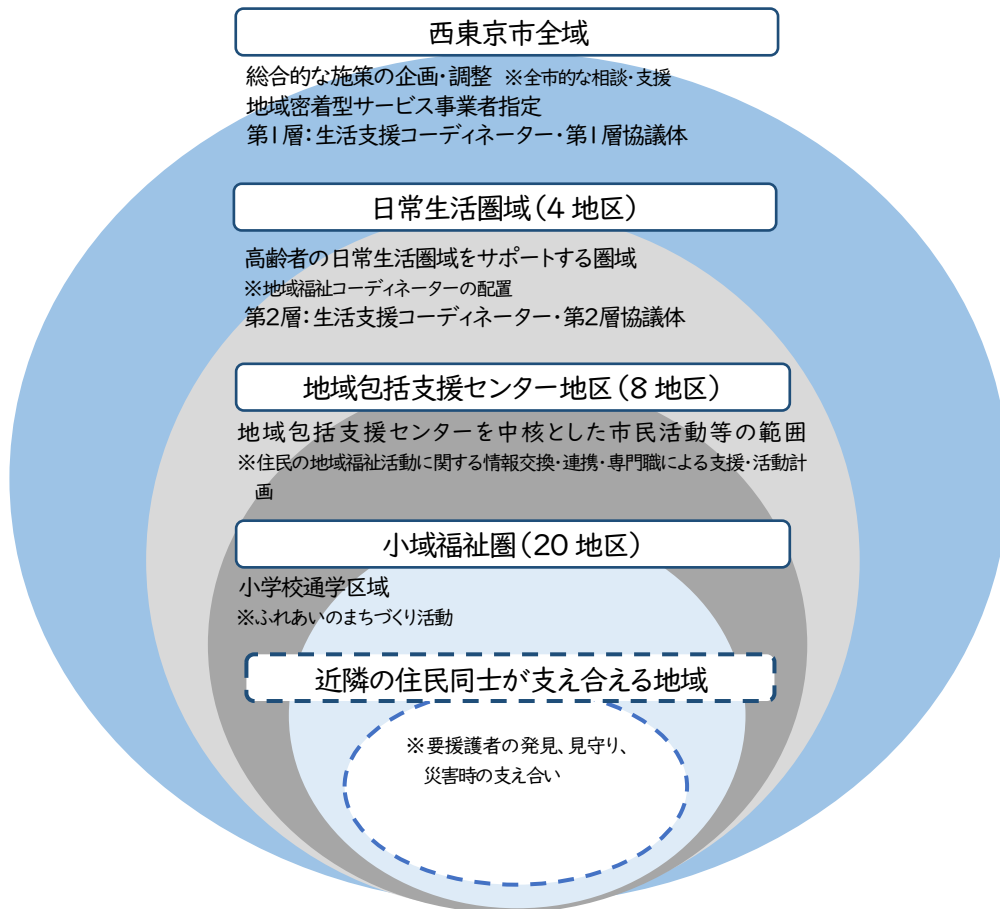 西東京市全域
総合的な施策の企画・調整 ※全市的な相談・支援
地域密着型サービス事業者指定
第1層：生活支援コーディネーター・第1層協議体
日常生活圏域（4 地区）
高齢者の日常生活圏域をサポートする圏域
※地域福祉コーディネーターの配置
第2層：生活支援コーディネーター・第2層協議体
地域包括支援センター地区（8 地区）
地域包括支援センターを中核とした市民活動等の範囲
※住民の地域福祉活動に関する情報交換・連携・専門職による支援・活動計
画
小域福祉圏（20 地区）
小学校通学区域
※ふれあいのまちづくり活動
近隣の住民同士が支え合える地域
※要援護者の発見、見守り、
災害時の支え合い